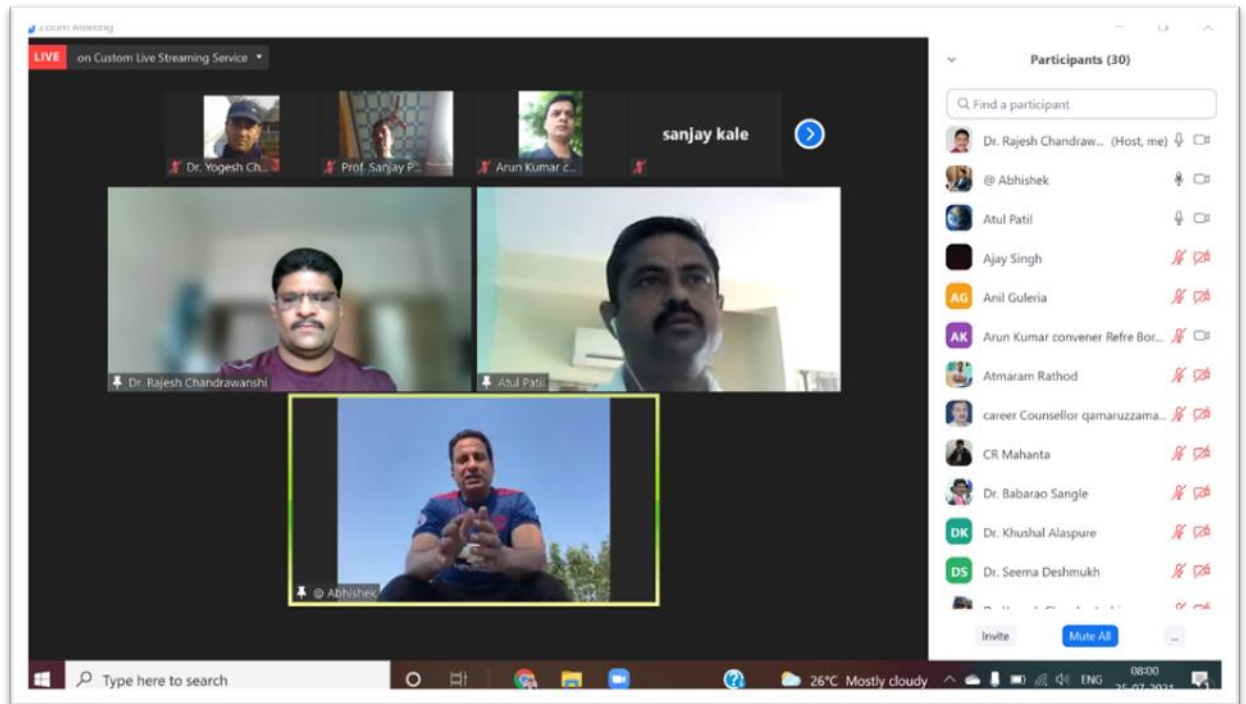 Zoom Meeting
LIVE on Custom Live Streaming Service
Dr. Yogesh Ch...
Prof. Sanjay P...
Arun Kumar c...
sanjay kale
Dr. Rajesh Chandrawanshi
Atul Patil
@ Abhishek
Participants (30)
Find a participant
Dr. Rajesh Chandraw... (Host, me)
@ Abhishek
Atul Patil
Ajay Singh
AG Anil Guleria
AK Arun Kumar convener Refre Bor...
Atmaram Rathod
career Counsellor qamaruzzama...
CR Mahanta
Dr. Babarao Sangle
DK Dr. Khushal Alaspure
DS Dr. Seema Deshmukh
Invite
Mute All
...
Type here to search
26°C Mostly cloudy
ENG
08:00
25-07-2021